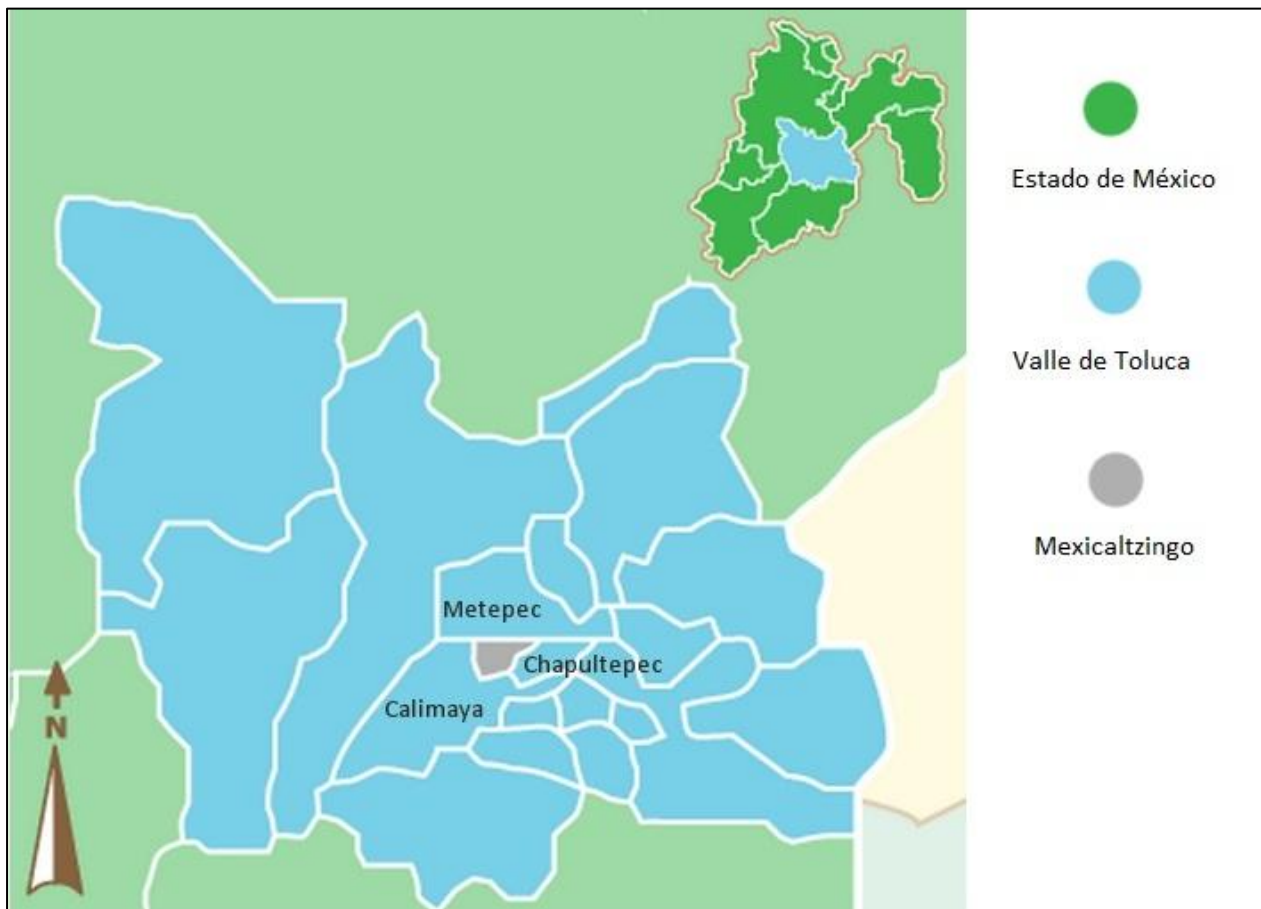 Estado de México
Valle de Toluca
Mexicaltzingo
Metepec
Chapultepec
Calimaya
N